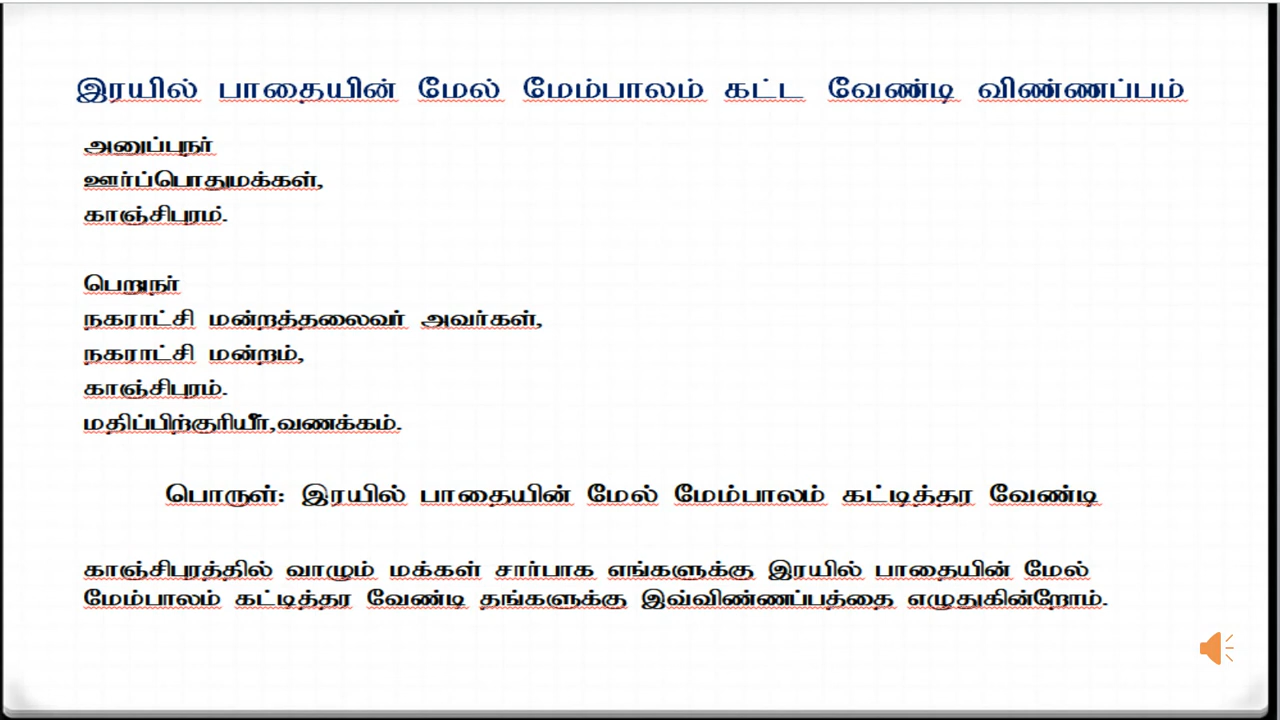 இரயில் பாதையின் மேல் மேம்பாலம் கட்ட வேண்டி விண்ணப்பம்
அனுப்புநர்
ஊர்ப்பொதுமக்கள்,
காஞ்சிபுரம்.
பெறுநர்
நகராட்சி மன்றத்தலைவர் அவர்கள்,
நகராட்சி மன்றம்,
காஞ்சிபுரம்.
மதிப்பிற்குரியீர்,வணக்கம்.
பொருள்: இரயில் பாதையின் மேல் மேம்பாலம் கட்டித்தர வேண்டி
காஞ்சிபுரத்தில் வாழும் மக்கள் சார்பாக எங்களுக்கு இரயில் பாதையின் மேல்
மேம்பாலம் கட்டித்தர வேண்டி தங்களுக்கு இவ்விண்ணப்பத்தை எழுதுகின்றோம்.